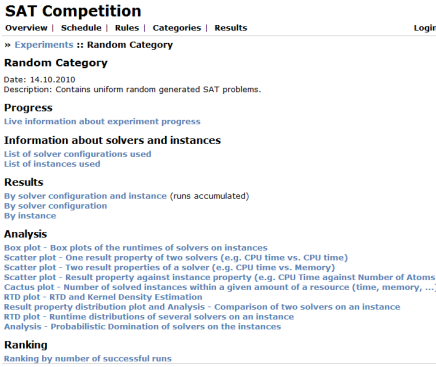 SAT Competition
Overview | Schedule | Rules | Categories | Results Login
» Experiments :: Random Category
Random Category
Date: 14.10.2010
Description: Contains uniform random generated SAT problems.
Progress
Live information about experiment progress
Information about solvers and instances
List of solver configurations used
List of instances used
Results
By solver configuration and instance (runs accumulated)
By solver configuration
By instance
Analysis
Box plot - Box plots of the runtimes of solvers on instances
Scatter plot - One result property of two solvers (e.g. CPU time vs. CPU time)
Scatter plot - Two result properties of a solver (e.g. CPU time vs. Memory)
Scatter plot - Result property against instance property (e.g. CPU Time against Number of Atoms
Cactus plot - Number of solved instances within a given amount of a resource (time, memory, ...)
RTD plot - RTD and Kernel Density Estimation
Result property distribution plot and Analysis - Comparison of two solvers on an instance
RTD plot - Runtime distributions of several solvers on an instance
Analysis - Probabilistic Domination of solvers on the instances
Ranking
Ranking by number of successful runs